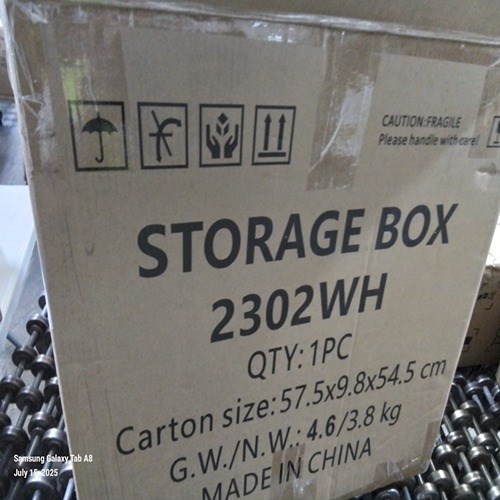 CAUTION:FRAGILE
Please handle with care!
STORAGE BOX
2302WH
QTY: 1PC
Carton size: 57.5x9.8x54.5 cm
G.W./N.W.: 4.6/3.8 kg
MADE IN CHINA
Samsung Galaxy Tab A8
July 15, 2025